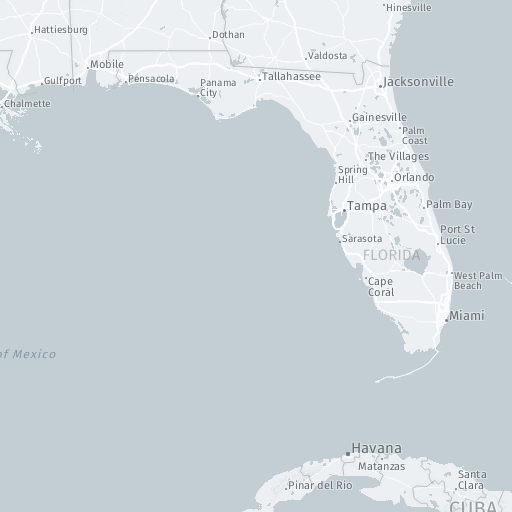 Hinesville
Hattiesburg
Dothan
Valdosta
Mobile
Tallahassee
Gulfport
Pensacola
Panama
City
Jacksonville
Chalmette
Gainesville
Palm
Coast
The Villages
Spring
Hill
Orlando
Tampa
Palm Bay
Port St
Lucie
Sarasota
FLORIDA
West Palm
Beach
Cape
Coral
Miami
of Mexico
Havana
Matanzas
Santa
Clara
Pinar del Río
CUBA